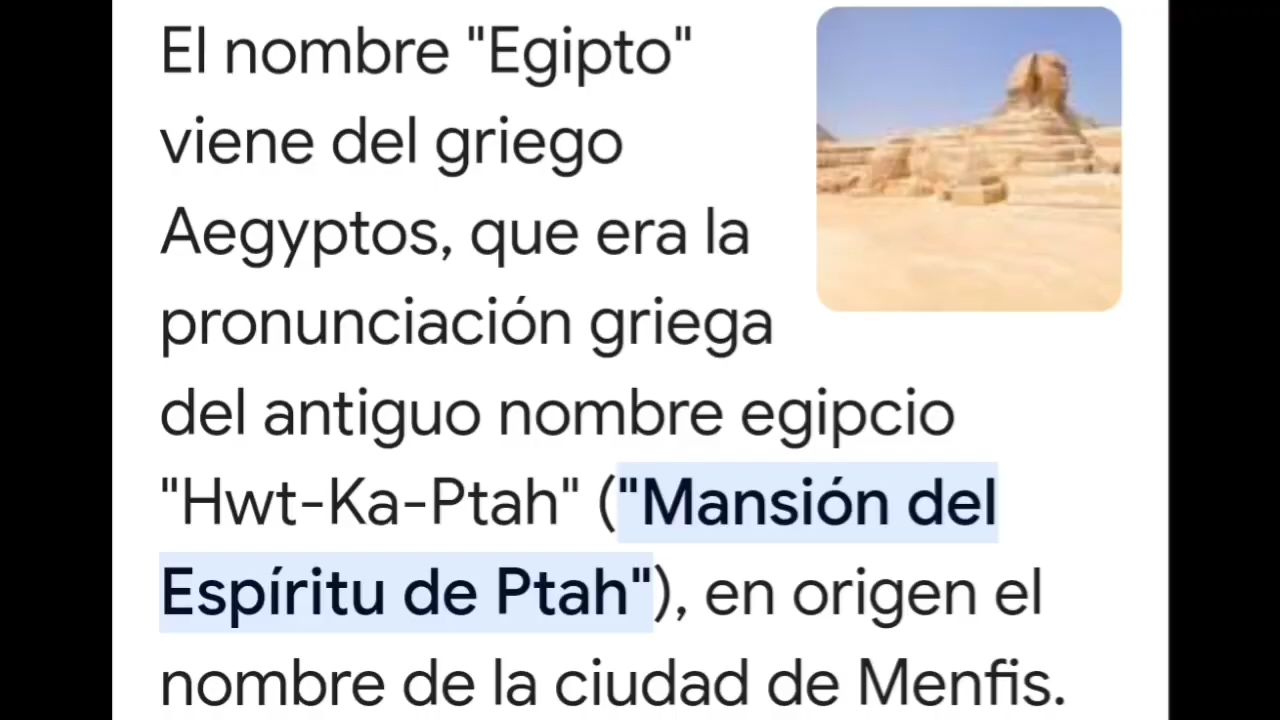 El nombre "Egipto"
viene del griego
Aegyptos, que era la
pronunciación griega
del antiguo nombre egipcio
"Hwt-Ka-Ptah" ("Mansión del
Espíritu de Ptah"), en origen el
nombre de la ciudad de Menfis.